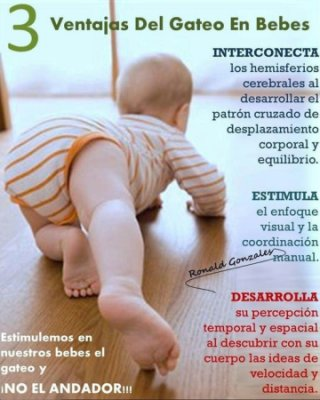 3 Ventajas Del Gateo En Bebes
INTERCONECTA
los hemisferios
cerebrales al
desarrollar el
patrón cruzado de
desplazamiento
corporal y
equilibrio.
ESTIMULA
el enfoque
visual y la
coordinación
manual.
Ronald Gonzales
DESARROLLA
su percepción
temporal y espacial
al descubrir con su
cuerpo las ideas de
velocidad y
distancia.
Estimulemos en
nuestros bebes el
gateo y
¡NO EL ANDADOR!!!